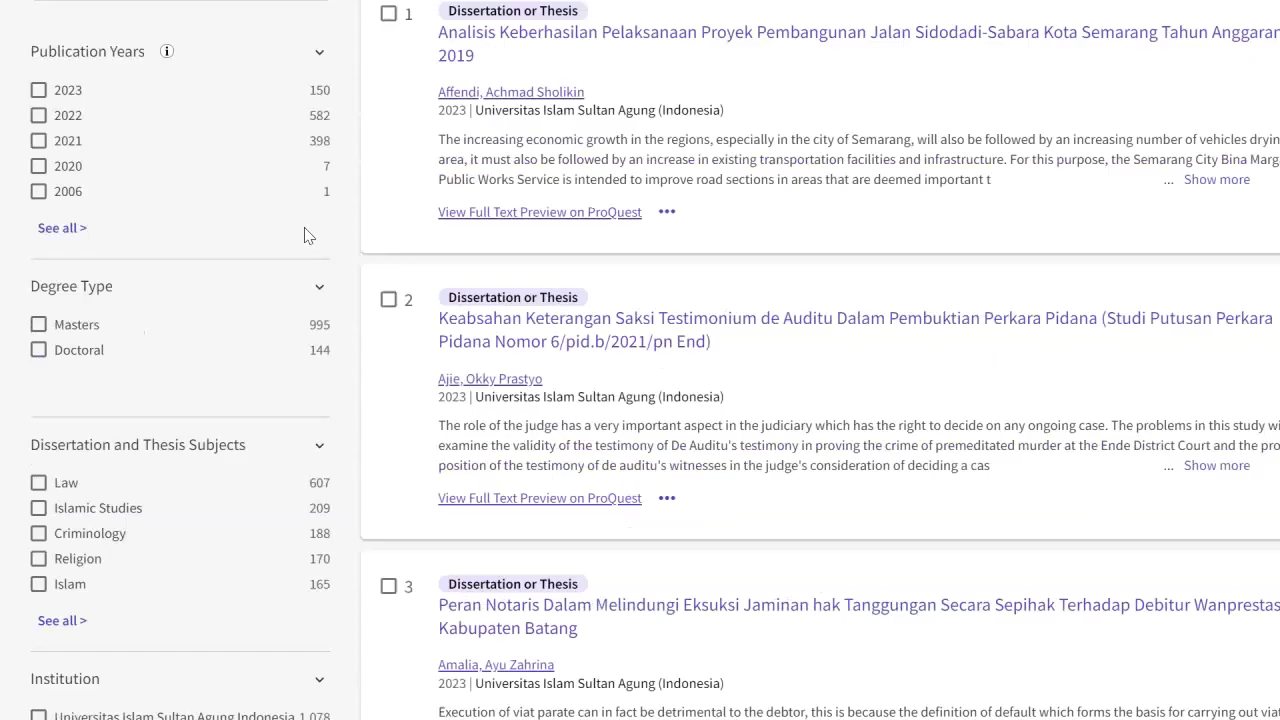 Publication Years
2023 150
2022 582
2021 398
2020 7
2006 1
See all >
Degree Type
Masters 995
Doctoral 144
Dissertation and Thesis Subjects
Law 607
Islamic Studies 209
Criminology 188
Religion 170
Islam 165
See all >
Institution
Universitas Islam Sultan Agung Indonesia 1,078
1 Dissertation or Thesis
Analisis Keberhasilan Pelaksanaan Proyek Pembangunan Jalan Sidodadi-Sabara Kota Semarang Tahun Anggaran
2019
Affendi, Achmad Sholikin
2023 | Universitas Islam Sultan Agung (Indonesia)
The increasing economic growth in the regions, especially in the city of Semarang, will also be followed by an increasing number of vehicles
area, it must also be followed by an increase in existing transportation facilities and infrastructure. For this purpose, the Semarang City Bina
Public Works Service is intended to improve road sections in areas that are deemed important t ... Show more
View Full Text Preview on ProQuest •••
2 Dissertation or Thesis
Keabsahan Keterangan Saksi Testimonium de Auditu Dalam Pembuktian Perkara Pidana (Studi Putusan Perkara
Pidana Nomor 6/pid.b/2021/pn End)
Ajie, Okky Prastyo
2023 | Universitas Islam Sultan Agung (Indonesia)
The role of the judge has a very important aspect in the judiciary which has the right to decide on any ongoing case. The problems in this study
examine the validity of the testimony of De Auditu's testimony in proving the crime of premeditated murder at the Ende District Court and the
position of the testimony of de auditu's witnesses in the judge's consideration of deciding a cas ... Show more
View Full Text Preview on ProQuest •••
3 Dissertation or Thesis
Peran Notaris Dalam Melindungi Eksuksi Jaminan hak Tanggungan Secara Sepihak Terhadap Debitur Wanprestas
Kabupaten Batang
Amalia, Ayu Zahrina
2023 | Universitas Islam Sultan Agung (Indonesia)
Execution of viat parate can in fact be detrimental to the debtor, this is because the definition of default which forms the basis for carrying out